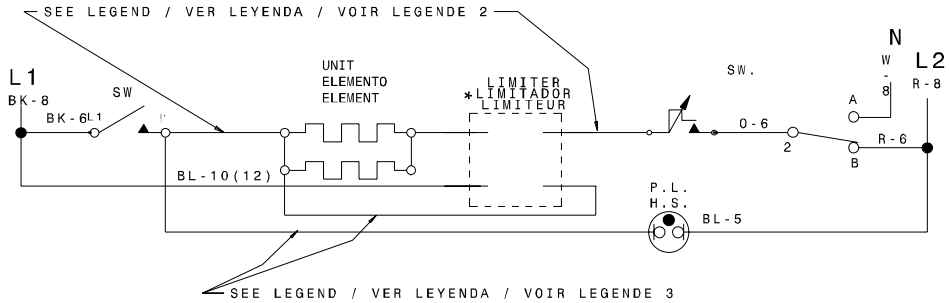 SEE LEGEND / VER LEYENDA / VOIR LEGENDE 2
N
L1
UNIT
ELEMENTO
ELEMENT
LIMITER
*LIMITADOR
LIMITEUR
SW.
W-8
L2
R-8
BK-8
SW
BK-6
L1
A
O-6
2
R-6
B
BL-10(12)
P.L.
H.S.
BL-5
SEE LEGEND / VER LEYENDA / VOIR LEGENDE 3